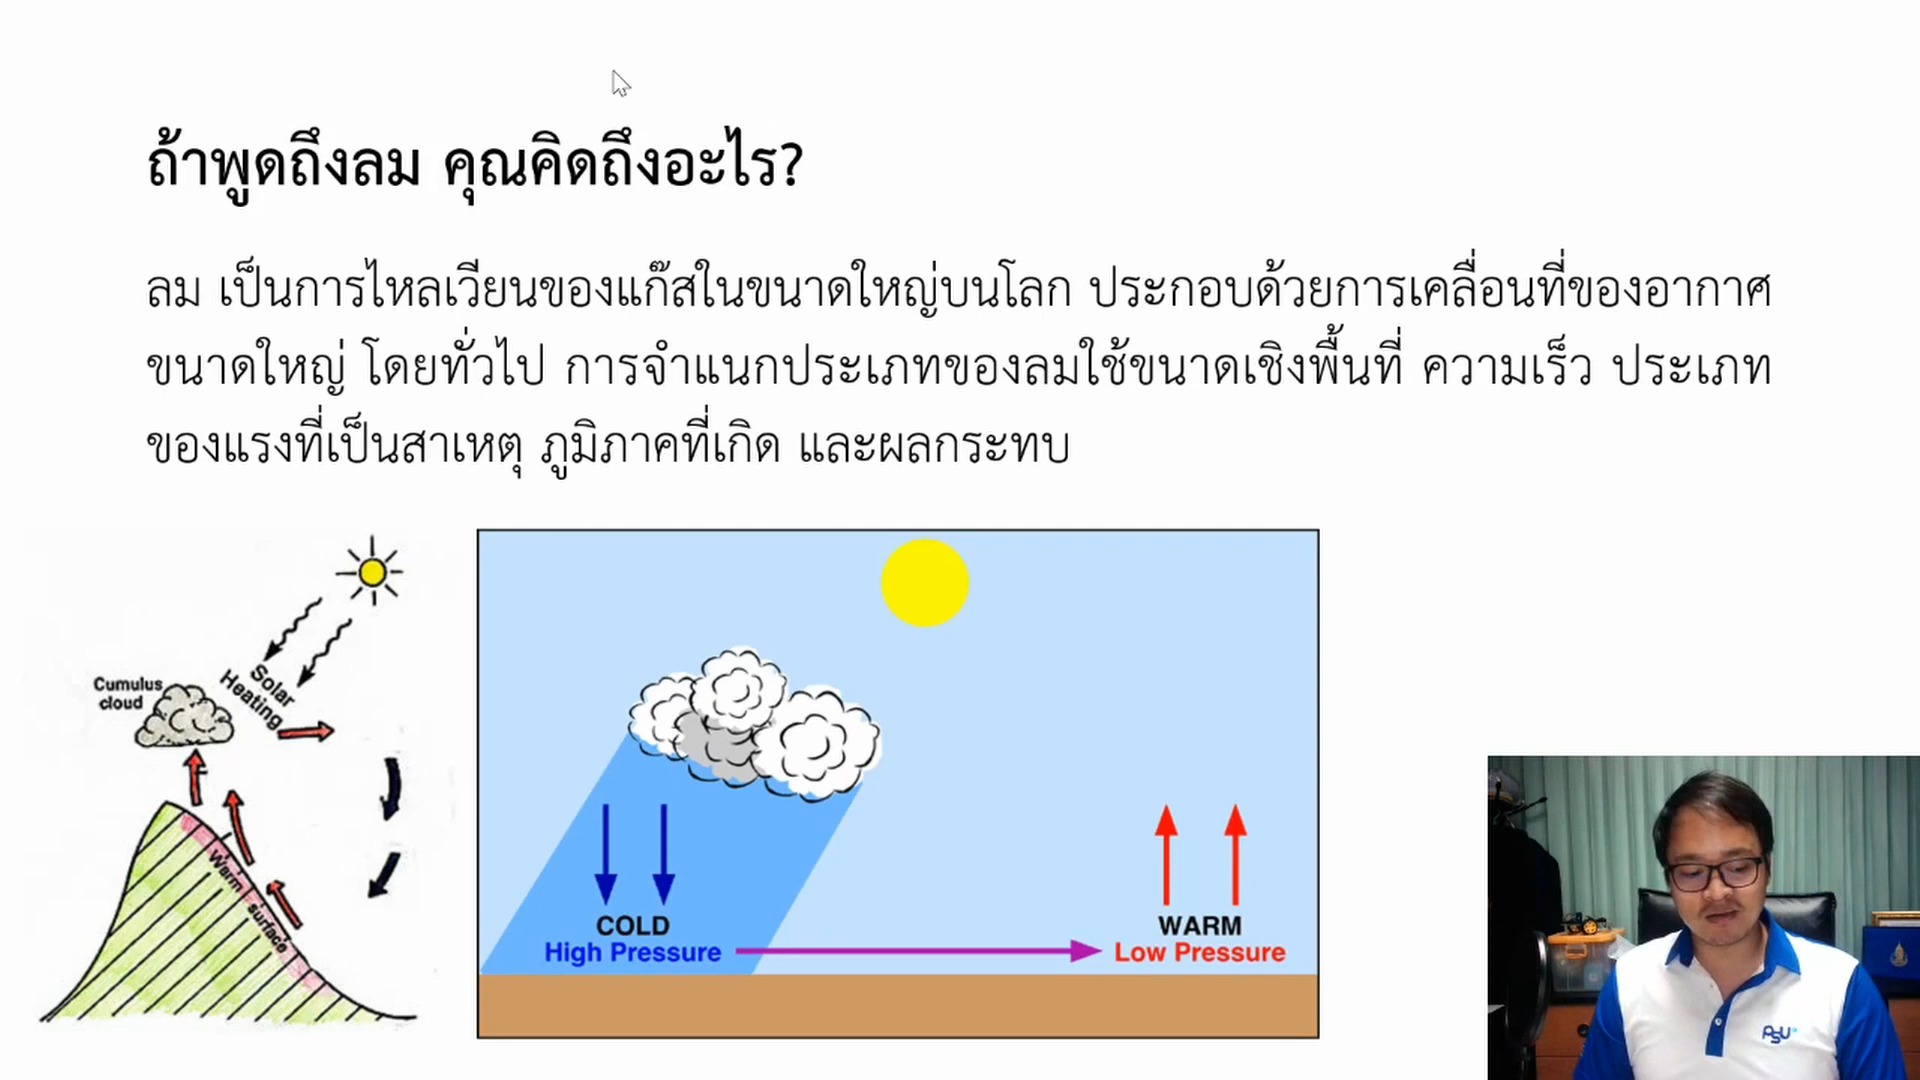 ถ้าพูดถึงลม คุณคิดถึงอะไร?
ลม เป็นการไหลเวียนของแก๊สในขนาดใหญ่บนโลก ประกอบด้วยการเคลื่อนที่ของอากาศ
ขนาดใหญ่ โดยทั่วไป การจำแนกประเภทของลมใช้ขนาดเชิงพื้นที่ ความเร็ว ประเภท
ของแรงที่เป็นสาเหตุ ภูมิภาคที่เกิด และผลกระทบ
Cumulus
cloud
Solar
Heating
Warm surface
COLD
High Pressure
WARM
Low Pressure
PSU